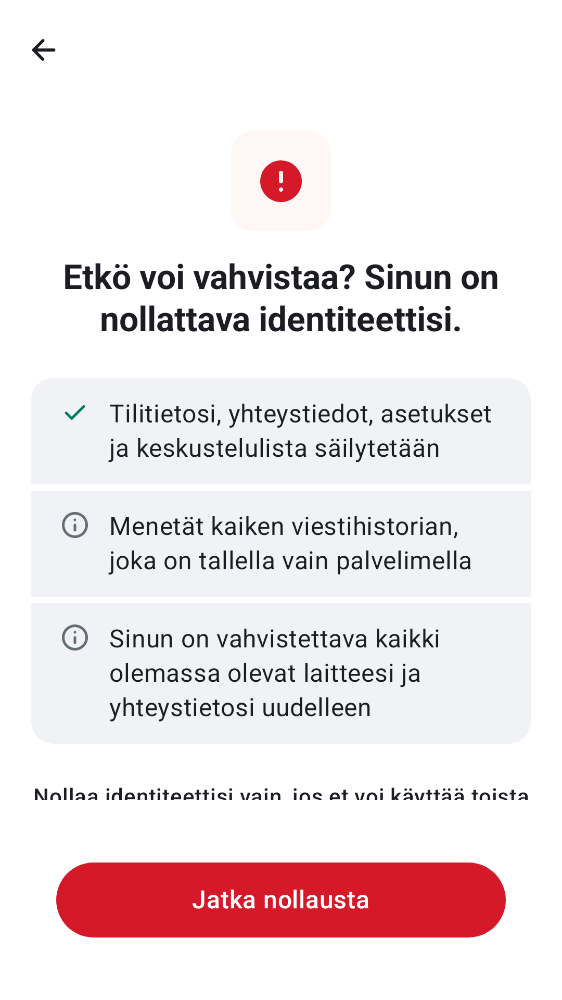 Etkö voi vahvistaa? Sinun on
nollattava identiteettisi.
Tilitietosi, yhteystiedot, asetukset
ja keskustelulista säilytetään
Menetät kaiken viestihistorian,
joka on tallella vain palvelimella
Sinun on vahvistettava kaikki
olemassa olevat laitteesi ja
yhteystietosi uudelleen
Nollaa identiteettisi vain, jos et voi käyttää toista
Jatka nollausta